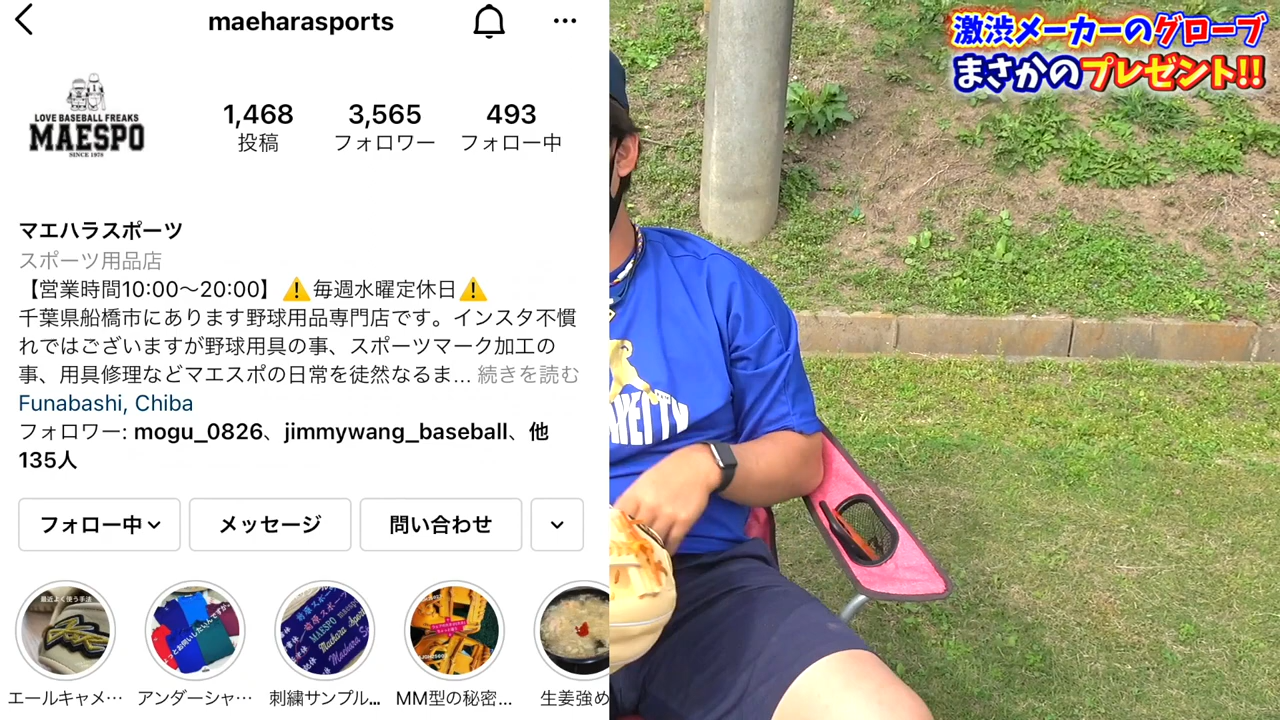 maeharasports
LOVE BASEBALL FREAKS
MAESPO
SINCE 1978
1,468
投稿
3,565
フォロワー
493
フォロー中
マエハラスポーツ
スポーツ用品店
【営業時間10:00〜20:00】⚠️毎週水曜定休日⚠️
千葉県船橋市にあります野球用品専門店です。インスタ不慣
れではございますが野球用具の事、スポーツマーク加工の
事、用具修理などマエスポの日常を徒然なるま... 続きを読む
Funabashi, Chiba
フォロワー: mogu_0826、jimmywang_baseball、他
135人
フォロー中
メッセージ
問い合わせ
最近よく使う手法
エールキャメ…
アンダーシャ…
刺繍サンプル...
MM型の秘密...
生姜強め
激渋メーカーのグローブ
まさかのプレゼント!!